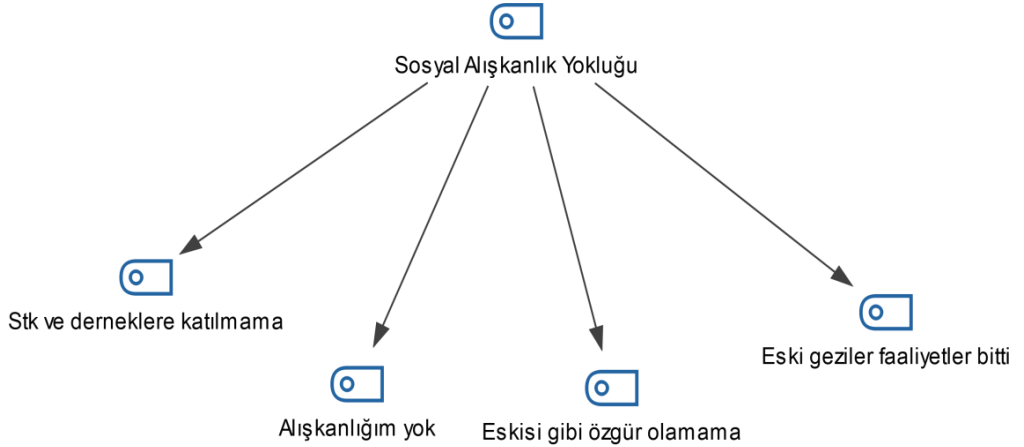 Sosyal Alışkanlık Yokluğu
Stk ve derneklere katılmama
Eski geziler faaliyetler bitti
Alışkanlığım yok
Eskisi gibi özgür olamama